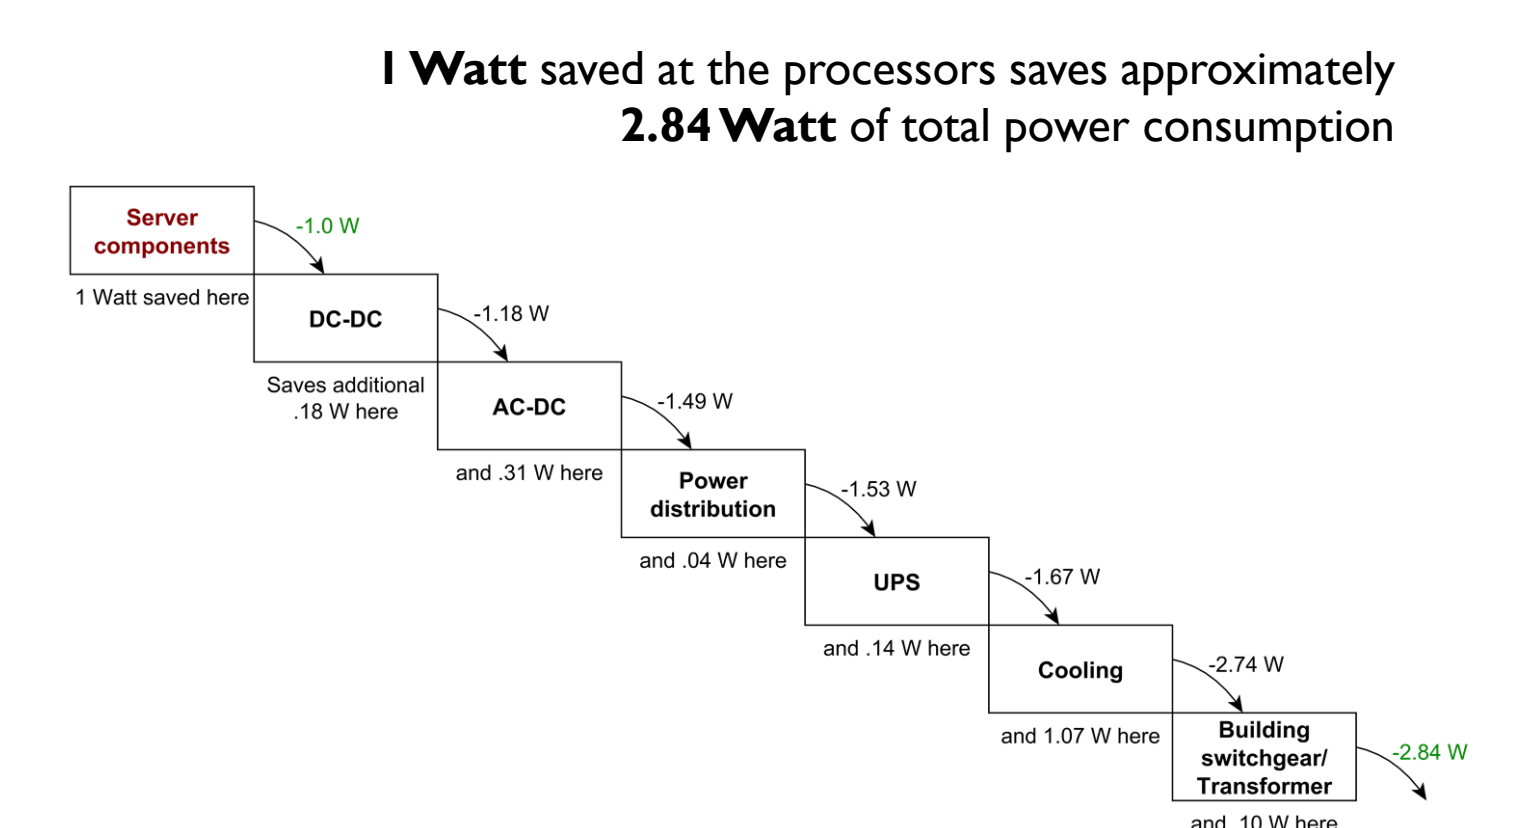 1 Watt saved at the processors saves approximately
2.84 Watt of total power consumption
Server
components
-1.0 W
1 Watt saved here
DC-DC
-1.18 W
Saves additional
.18 W here
AC-DC
-1.49 W
and .31 W here
Power
distribution
-1.53 W
and .04 W here
UPS
-1.67 W
and .14 W here
Cooling
-2.74 W
and 1.07 W here
Building
switchgear/
Transformer
-2.84 W
and .10 W here